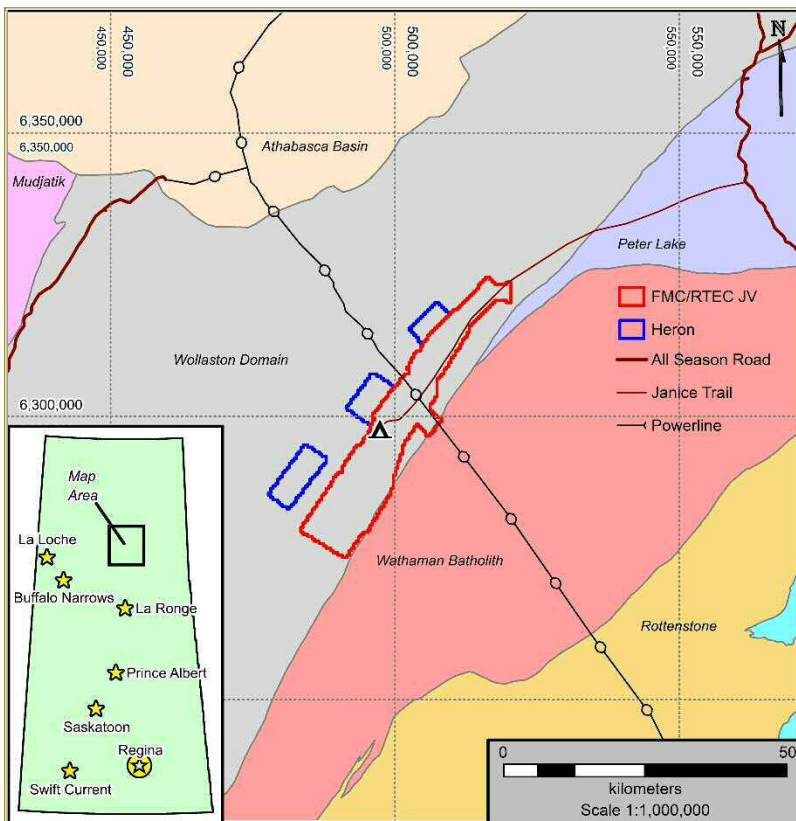 450,000
450,000
500,000
500,000
550,000
550,000
N
6,350,000
6,350,000
Athabasca Basin
Mudjatik
Peter Lake
FMC/RTEC JV
Heron
Wollaston Domain
All Season Road
Janice Trail
6,300,000
Powerline
Map
Area
La Loche
Buffalo Narrows
La Ronge
Wathaman Batholith
Rottenstone
Prince Albert
Saskatoon
Regina
Swift Current
0
50
kilometers
Scale 1:1,000,000